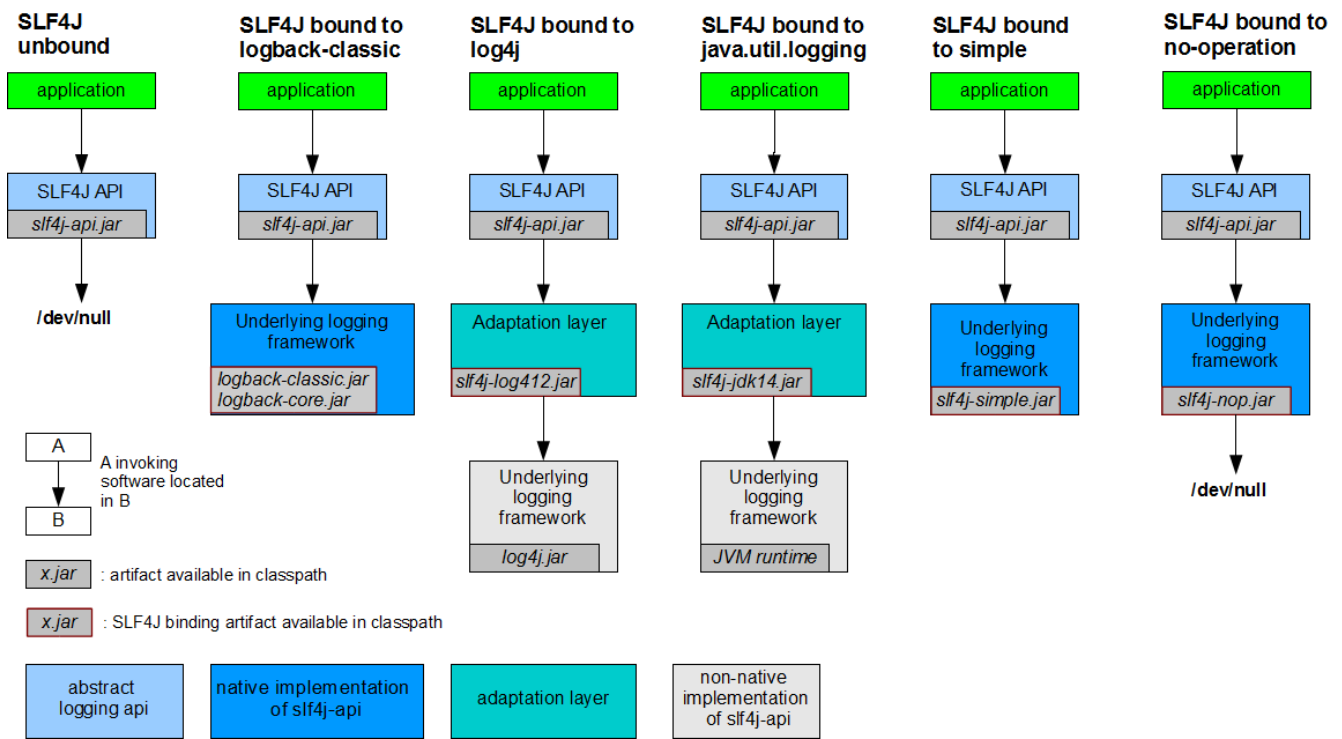 SLF4J
unbound
application
SLF4J API
slf4j-api.jar
/dev/null
SLF4J bound to
logback-classic
application
SLF4J API
slf4j-api.jar
Underlying logging
framework
logback-classic.jar
logback-core.jar
SLF4J bound to
log4j
application
SLF4J API
slf4j-api.jar
Adaptation layer
slf4j-log412.jar
Underlying
logging
framework
log4j.jar
SLF4J bound to
java.util.logging
application
SLF4J API
slf4j-api.jar
Adaptation layer
slf4j-jdk14.jar
Underlying
logging
framework
JVM runtime
SLF4J bound
to simple
application
SLF4J API
slf4j-api.jar
Underlying
logging
framework
slf4j-simple.jar
SLF4J bound to
no-operation
application
SLF4J API
slf4j-api.jar
Underlying
logging
framework
slf4j-nop.jar
/dev/null
A
B
A invoking
software located
in B
x.jar : artifact available in classpath
x.jar : SLF4J binding artifact available in classpath
abstract
logging api
native implementation
of slf4j-api
adaptation layer
non-native
implementation
of slf4j-api